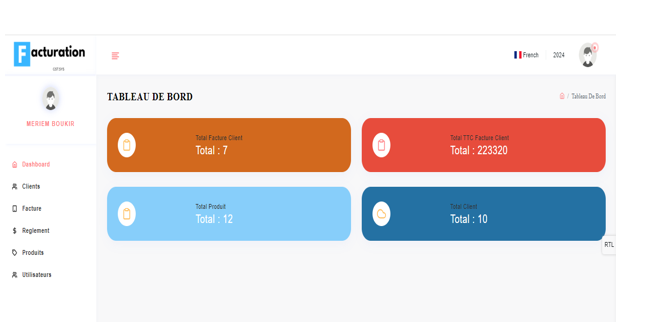 Facturation
French
2024
MERIEM BOUKIR
Dashboard
Clients
Facture
Reglement
Produits
Utilisateurs
TABLEAU DE BORD
/ Tableau De Bord
Total Facture Client
Total : 7
Total TTC Facture Client
Total : 223320
Total Produit
Total : 12
Total Client
Total : 10
RTL